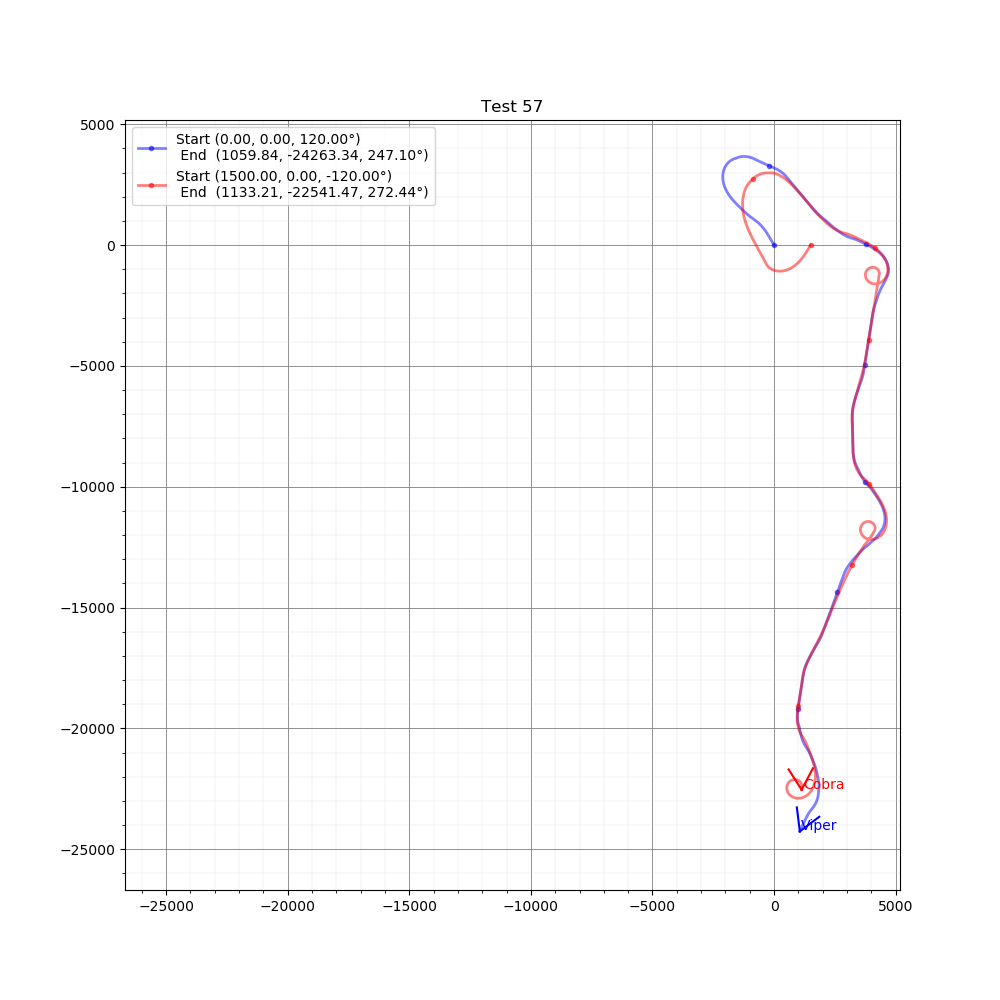 Test 57
Start (0.00, 0.00, 120.00°)
End (1059.84, -24263.34, 247.10°)
Start (1500.00, 0.00, -120.00°)
End (1133.21, -22541.47, 272.44°)
5000
0
−5000
−10000
−15000
−20000
−25000
Cobra
Viper
−25000 −20000 −15000 −10000 −5000 0 5000